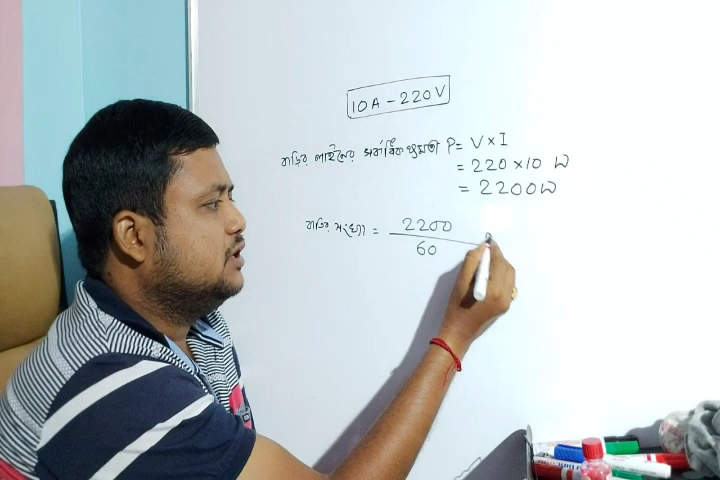 10A - 220V
বাড়ির লাইনের সর্বাধিক ক্ষমতা P = V × I
= 220 × 10 W
= 2200W
বাতির সংখ্যা = 2200
60